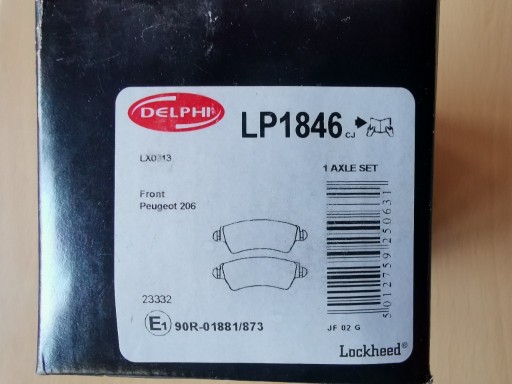 DELPHI
LP1846 CJ
LX0313
1 AXLE SET
Front
Peugeot 206
5012759250631
23332
E1 90R-01881/873
JF 02 G
Lockheed®